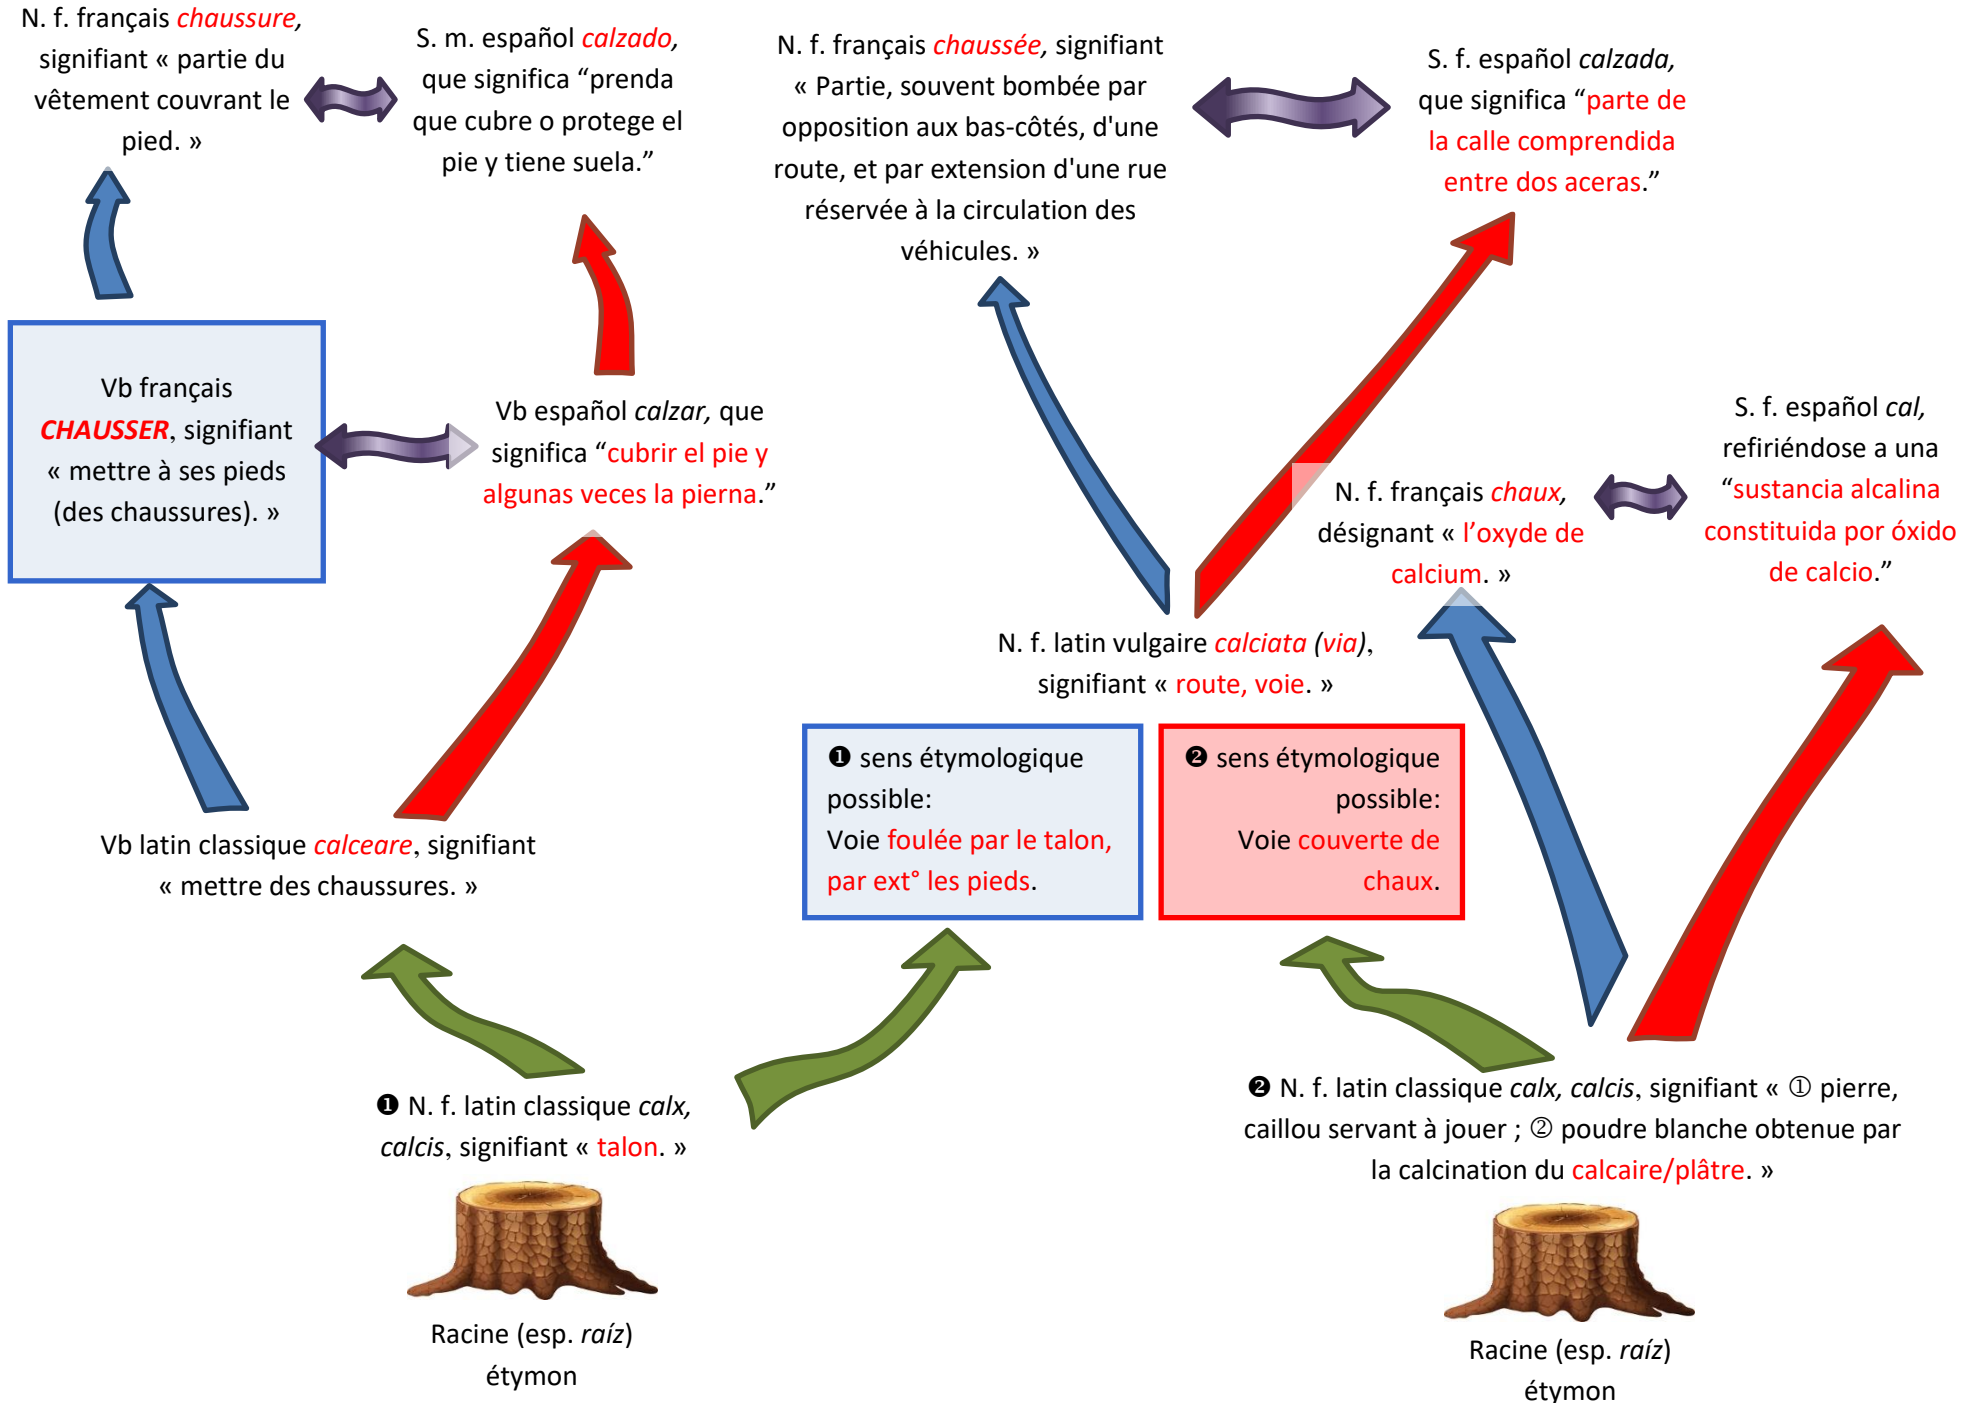 N. f. français chaussure,
signifiant « partie du
vêtement couvrant le
pied. »
S. m. español calzado,
que significa “prenda
que cubre o protege el
pie y tiene suela.”
N. f. français chaussée, signifiant
« Partie, souvent bombée par
opposition aux bas-côtés, d'une
route, et par extension d'une rue
réservée à la circulation des
véhicules. »
S. f. español calzada,
que significa “parte de
la calle comprendida
entre dos aceras.”
Vb français
CHAUSSER, signifiant
« mettre à ses pieds
(des chaussures). »
Vb español calzar, que
significa “cubrir el pie y
algunas veces la pierna.”
N. f. français chaux,
désignant « l’oxyde de
calcium. »
S. f. español cal,
refiriéndose a una
“sustancia alcalina
constituida por óxido
de calcio.”
N. f. latin vulgaire calciata (via),
signifiant « route, voie. »
❶ sens étymologique
possible:
Voie foulée par le talon,
par ext° les pieds.
❷ sens étymologique
possible:
Voie couverte de
chaux.
Vb latin classique calceare, signifiant
« mettre des chaussures. »
❶ N. f. latin classique calx,
calcis, signifiant « talon. »
❷ N. f. latin classique calx, calcis, signifiant « ① pierre,
caillou servant à jouer ; ② poudre blanche obtenue par
la calcination du calcaire/plâtre. »
Racine (esp. raíz)
étymon
Racine (esp. raíz)
étymon